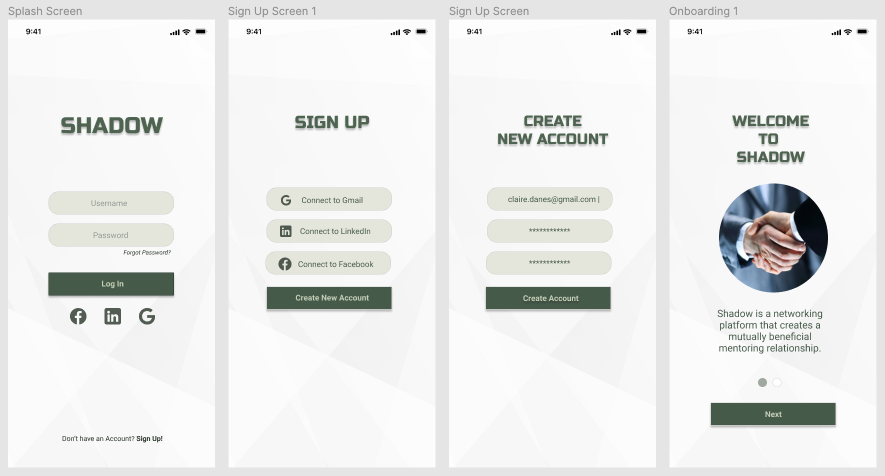 Splash Screen
9:41
SHADOW
Username
Password
Forgot Password?
Log In
Don't have an Account? Sign Up!
Sign Up Screen 1
9:41
SIGN UP
Connect to Gmail
Connect to LinkedIn
Connect to Facebook
Create New Account
Sign Up Screen
9:41
CREATE
NEW ACCOUNT
claire.danes@gmail.com |
************
************
Create Account
Onboarding 1
9:41
WELCOME
TO
SHADOW
Shadow is a networking
platform that creates a
mutually beneficial
mentoring relationship.
Next